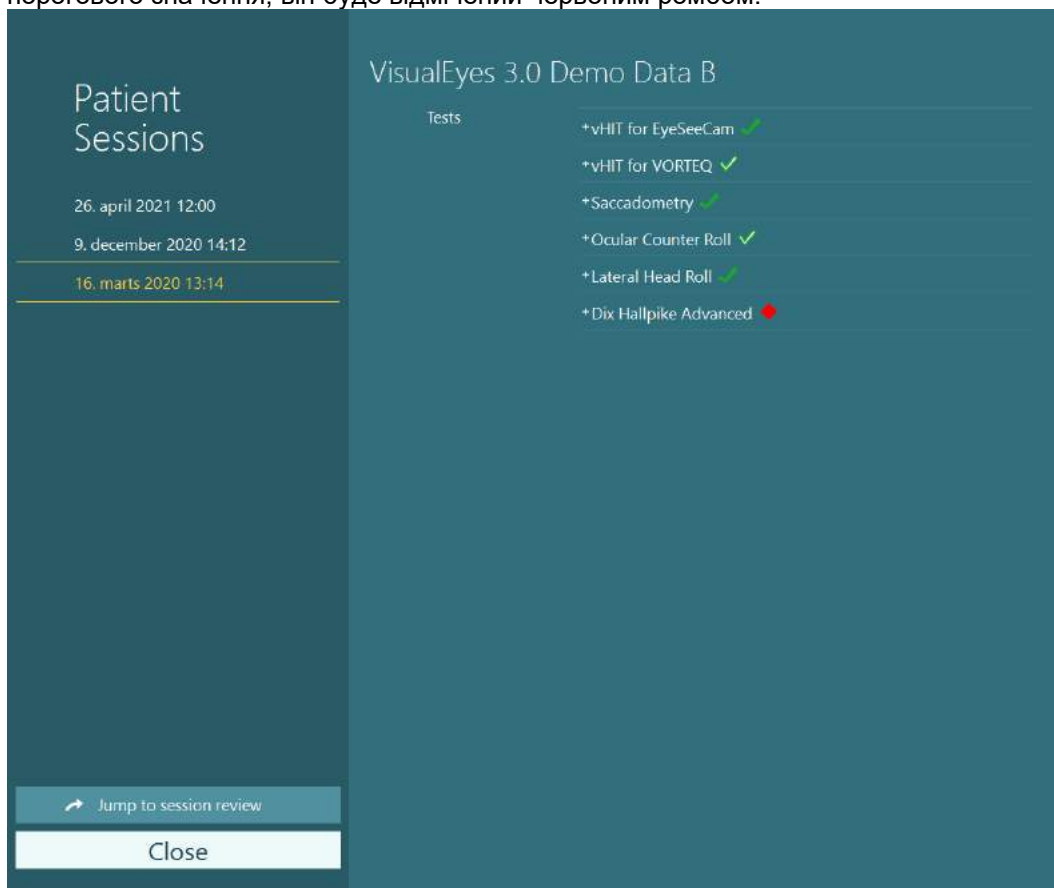 порогового значення, він буде відмічений червоним ромбом.
Patient
Sessions
26. april 2021 12:00
9. december 2020 14:12
16. marts 2020 13:14
Jump to session review
Close
VisualEyes 3.0 Demo Data B
Tests
+vHIT for EyeSeeCam
+vHIT for VORTEQ
+Saccadometry
+Ocular Counter Roll
+Lateral Head Roll
+Dix Hallpike Advanced